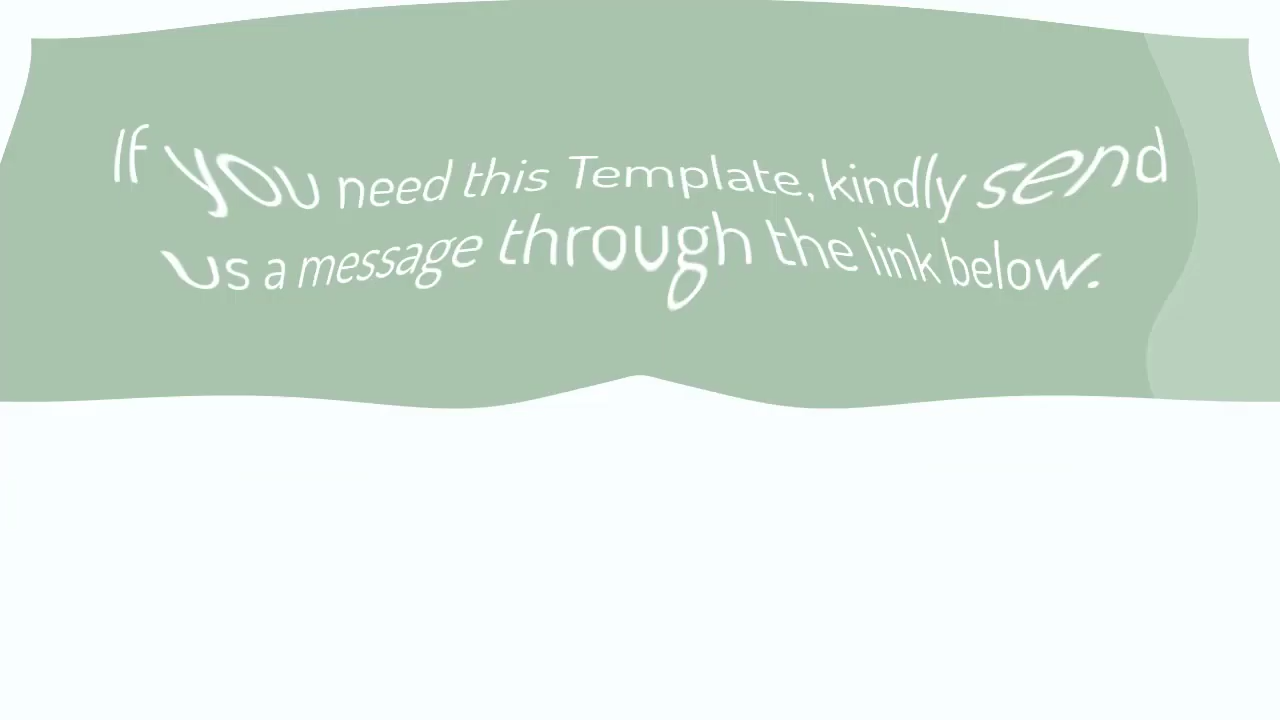 If you need this Template, kindly send
us a message through the link below.